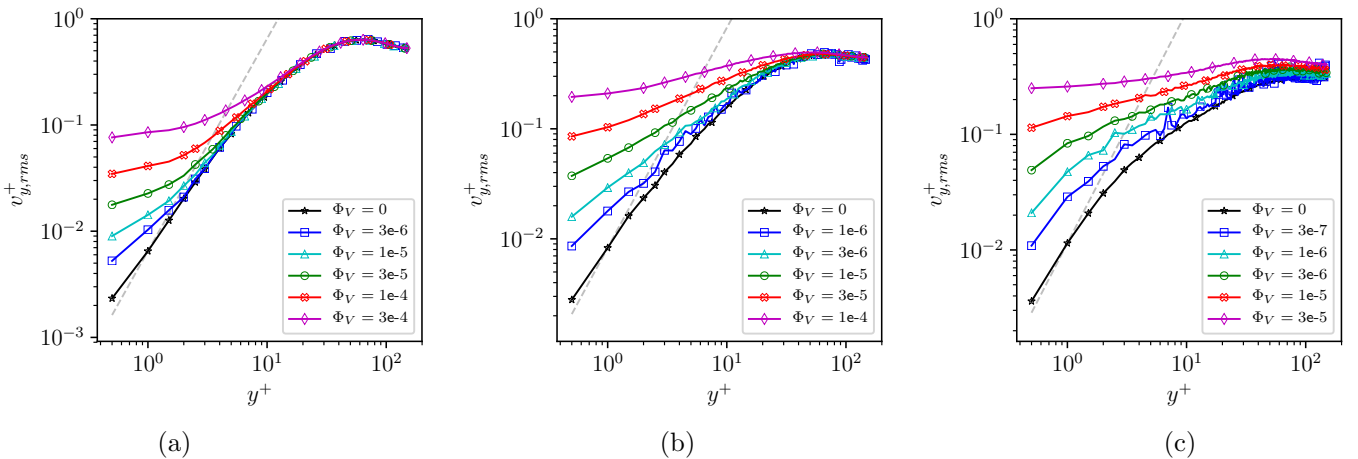 10^0
10^-1
10^-2
10^-3
v^+_{y,rms}
10^0 10^1 10^2
y^+
Φ_V = 0
Φ_V = 3e-6
Φ_V = 1e-5
Φ_V = 3e-5
Φ_V = 1e-4
Φ_V = 3e-4
(a)
10^0
10^-1
10^-2
v^+_{y,rms}
10^0 10^1 10^2
y^+
Φ_V = 0
Φ_V = 1e-6
Φ_V = 3e-6
Φ_V = 1e-5
Φ_V = 3e-5
Φ_V = 1e-4
(b)
10^0
10^-1
10^-2
v^+_{y,rms}
10^0 10^1 10^2
y^+
Φ_V = 0
Φ_V = 3e-7
Φ_V = 1e-6
Φ_V = 3e-6
Φ_V = 1e-5
Φ_V = 3e-5
(c)